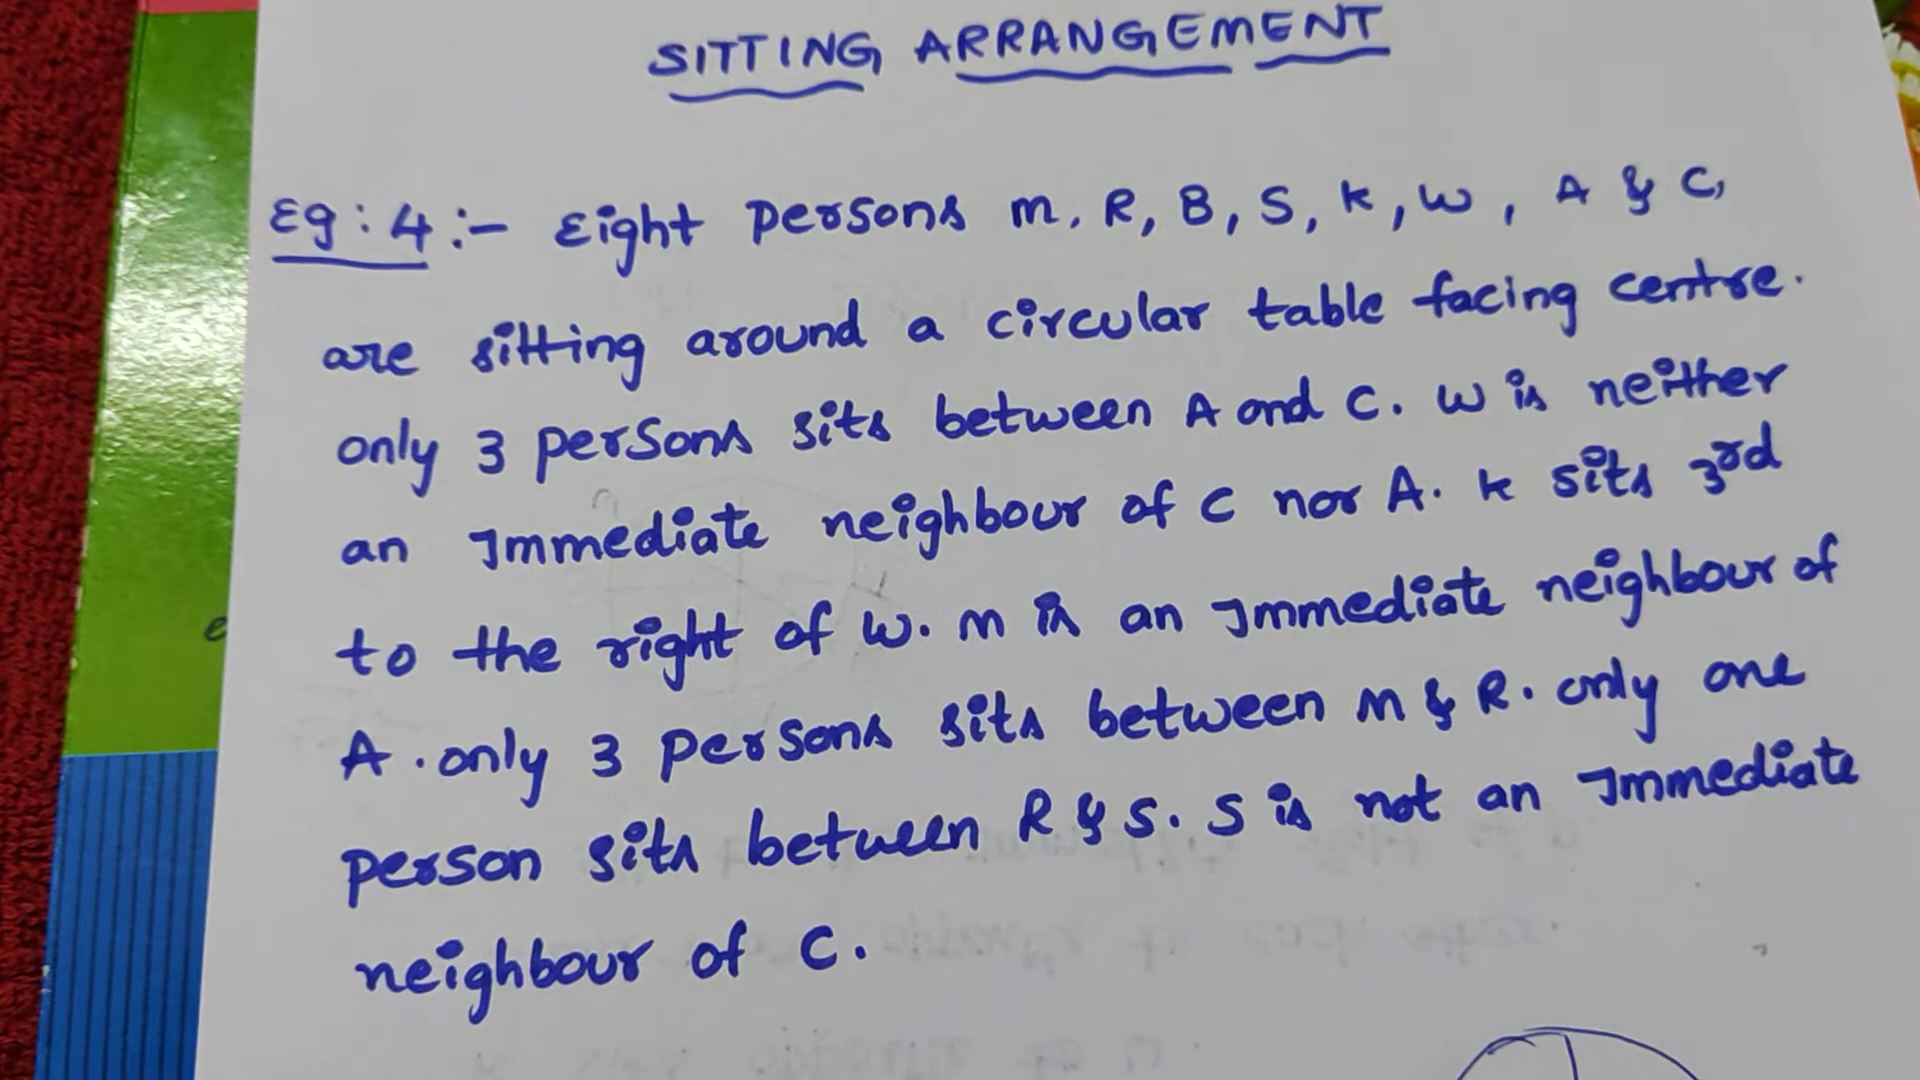 SITTING ARRANGEMENT
Eg:4:- Eight persons m, R, B, S, K, W, A & C,
are sitting around a circular table facing centre.
only 3 persons sits between A and C. W is neither
an Immediate neighbour of C nor A. K sits 3rd
to the right of W. M is an Immediate neighbour of
A. only 3 persons sits between M & R. only one
person sits between R & S. S is not an Immediate
neighbour of C.